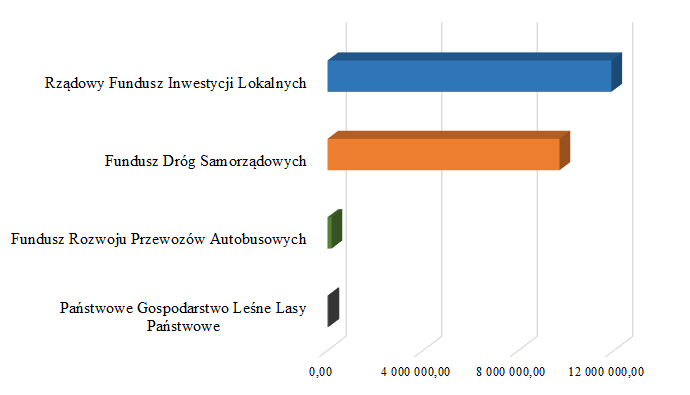 Rządowy Fundusz Inwestycji Lokalnych
Fundusz Dróg Samorządowych
Fundusz Rozwoju Przewozów Autobusowych
Państwowe Gospodarstwo Leśne Lasy
Państwowe
0,00 4 000 000,00 8 000 000,00 12 000 000,00